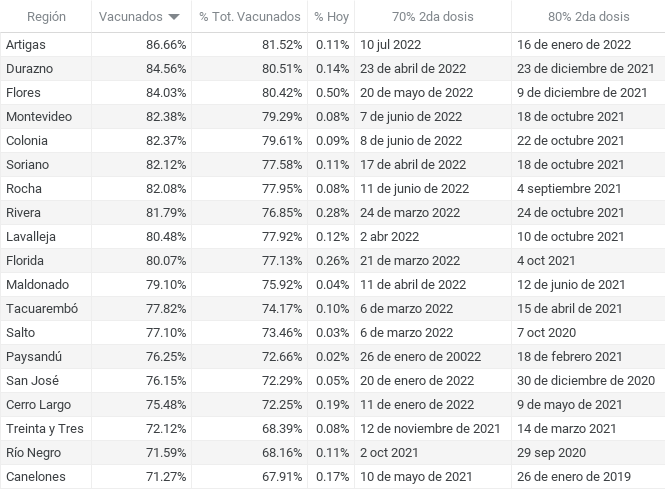 Región Vacunados % Tot. Vacunados % Hoy 70% 2da dosis 80% 2da dosis
Artigas 86.66% 81.52% 0.11% 10 jul 2022 16 de enero de 2022
Durazno 84.56% 80.51% 0.14% 23 de abril de 2022 23 de diciembre de 2021
Flores 84.03% 80.42% 0.50% 20 de mayo de 2022 9 de diciembre de 2021
Montevideo 82.38% 79.29% 0.08% 7 de junio de 2022 18 de octubre 2021
Colonia 82.37% 79.61% 0.09% 8 de junio de 2022 22 de octubre 2021
Soriano 82.12% 77.58% 0.11% 17 de abril de 2022 18 de octubre 2021
Rocha 82.08% 77.95% 0.08% 11 de junio de 2022 4 septiembre 2021
Rivera 81.79% 76.85% 0.28% 24 de marzo 2022 24 de octubre 2021
Lavalleja 80.48% 77.92% 0.12% 2 abr 2022 10 de octubre 2021
Florida 80.07% 77.13% 0.26% 21 de marzo 2022 4 oct 2021
Maldonado 79.10% 75.92% 0.04% 11 de abril de 2022 12 de junio de 2021
Tacuarembó 77.82% 74.17% 0.10% 6 de marzo 2022 15 de abril de 2021
Salto 77.10% 73.46% 0.03% 6 de marzo 2022 7 oct 2020
Paysandú 76.25% 72.66% 0.02% 26 de enero de 20022 18 de febrero 2021
San José 76.15% 72.29% 0.05% 20 de enero de 2022 30 de diciembre de 2020
Cerro Largo 75.48% 72.25% 0.19% 11 de enero de 2022 9 de mayo de 2021
Treinta y Tres 72.12% 68.39% 0.08% 12 de noviembre de 2021 14 de marzo 2021
Río Negro 71.59% 68.16% 0.11% 2 oct 2021 29 sep 2020
Canelones 71.27% 67.91% 0.17% 10 de mayo de 2021 26 de enero de 2019